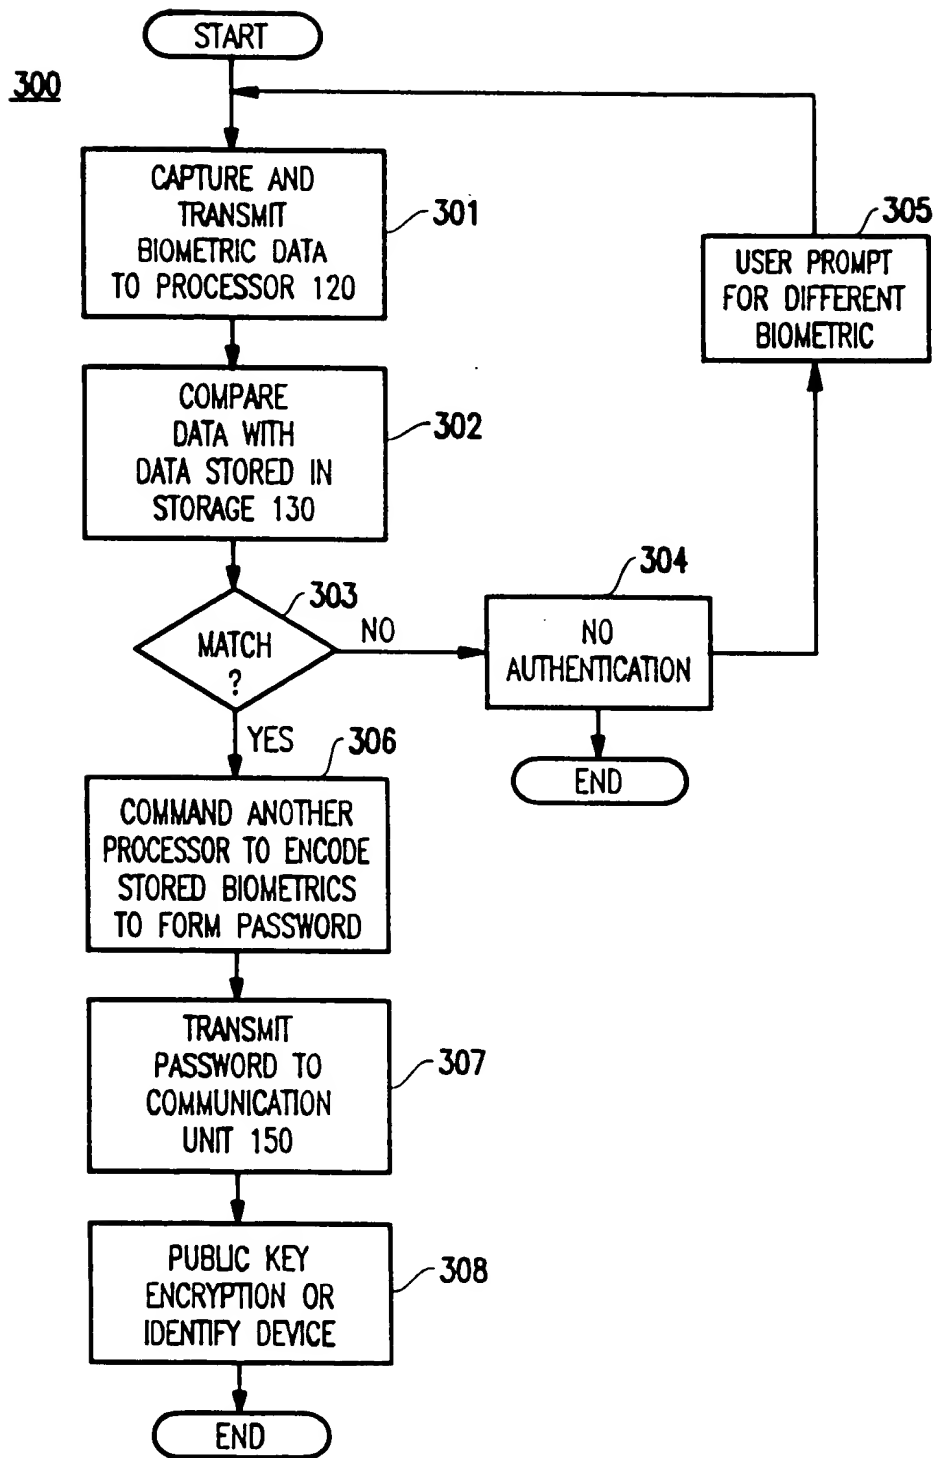 START
300
CAPTURE AND
TRANSMIT
BIOMETRIC DATA
TO PROCESSOR 120
301
305
USER PROMPT
FOR DIFFERENT
BIOMETRIC
COMPARE
DATA WITH
DATA STORED IN
STORAGE 130
302
303
MATCH
?
NO
304
NO
AUTHENTICATION
END
YES
306
COMMAND ANOTHER
PROCESSOR TO ENCODE
STORED BIOMETRICS
TO FORM PASSWORD
TRANSMIT
PASSWORD TO
COMMUNICATION
UNIT 150
307
PUBLIC KEY
ENCRYPTION OR
IDENTIFY DEVICE
308
END